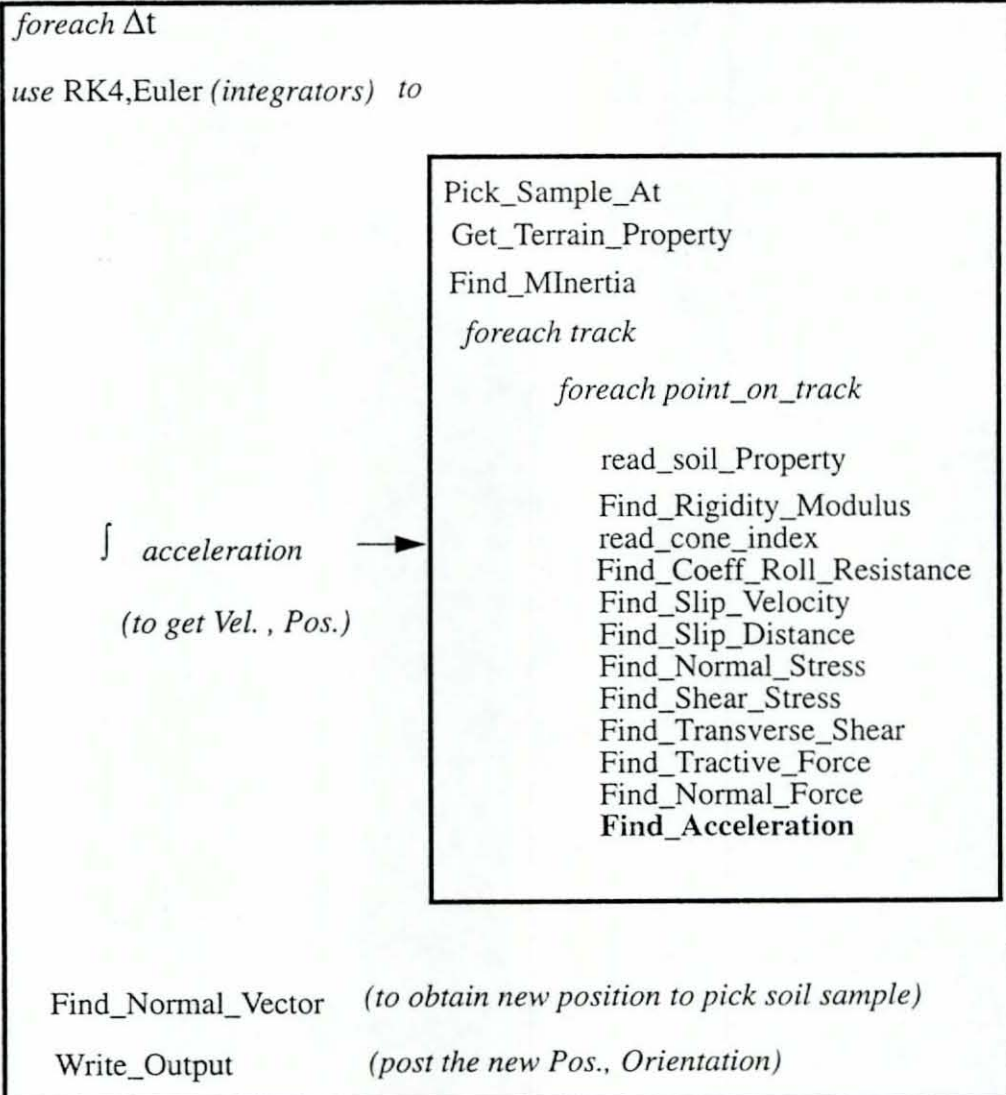 foreach Δt
use RK4,Euler (integrators) to
Pick_Sample_At
Get_Terrain_Property
Find_MInertia
foreach track
foreach point_on_track
read_soil_Property
Find_Rigidity_Modulus
read_cone_index
Find_Coeff_Roll_Resistance
Find_Slip_Velocity
Find_Slip_Distance
Find_Normal_Stress
Find_Shear_Stress
Find_Transverse_Shear
Find_Tractive_Force
Find_Normal_Force
Find_Acceleration
∫ acceleration
(to get Vel. , Pos.)
Find_Normal_Vector (to obtain new position to pick soil sample)
Write_Output (post the new Pos., Orientation)